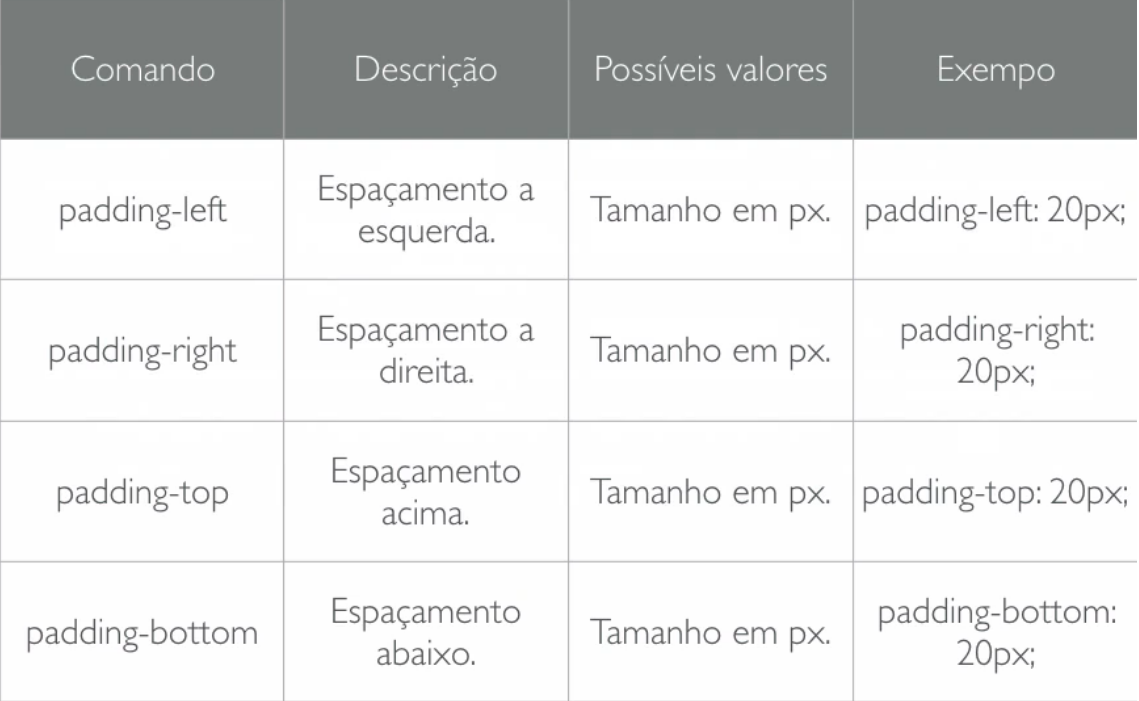 Comando
Descrição
Possíveis valores
Exempo
padding-left
Espaçamento a
esquerda.
Tamanho em px.
padding-left: 20px;
padding-right
Espaçamento a
direita.
Tamanho em px.
padding-right:
20px;
padding-top
Espaçamento
acima.
Tamanho em px.
padding-top: 20px;
padding-bottom
Espaçamento
abaixo.
Tamanho em px.
padding-bottom:
20px;